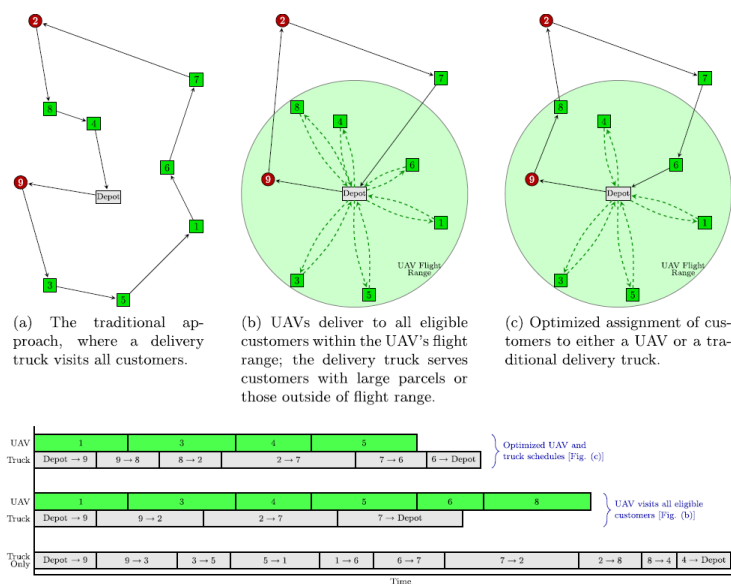 2
7
8
4
6
9
Depot
1
3
5
2
7
8
4
6
9
Depot
1
3
5
UAV Flight
Range
2
7
8
4
6
9
Depot
1
3
5
UAV Flight
Range
(a) The traditional ap-
proach, where a delivery
truck visits all customers.
(b) UAVs deliver to all eligible
customers within the UAV's flight
range; the delivery truck serves
customers with large parcels or
those outside of flight range.
(c) Optimized assignment of cus-
tomers to either a UAV or a tra-
ditional delivery truck.
UAV 1 3 4 5
Truck Depot → 9 9 → 8 8 → 2 2 → 7 7 → 6 6 → Depot
Optimized UAV and
truck schedules [Fig. (c)]
UAV 1 3 4 5 6 8
Truck Depot → 9 9 → 2 2 → 7 7 → Depot
UAV visits all eligible
customers [Fig. (b)]
Truck
Only
Depot → 9 9 → 3 3 → 5 5 → 1 1 → 6 6 → 7 7 → 2 2 → 8 8 → 4 4 → Depot
Time